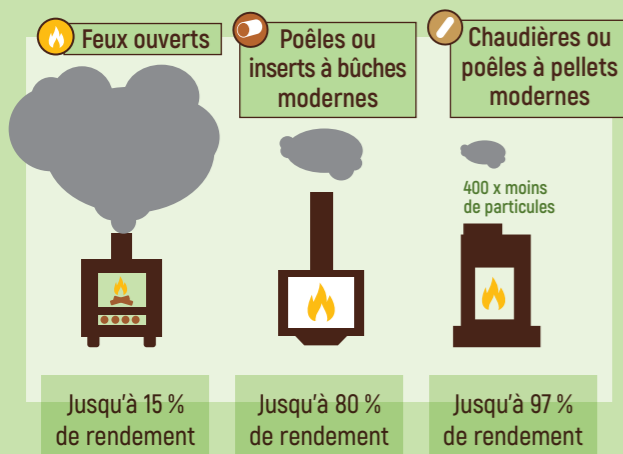 Feux ouverts
Poêles ou
inserts à bûches
modernes
Chaudières ou
poêles à pellets
modernes
400 x moins
de particules
Jusqu'à 15 %
de rendement
Jusqu'à 80 %
de rendement
Jusqu'à 97 %
de rendement